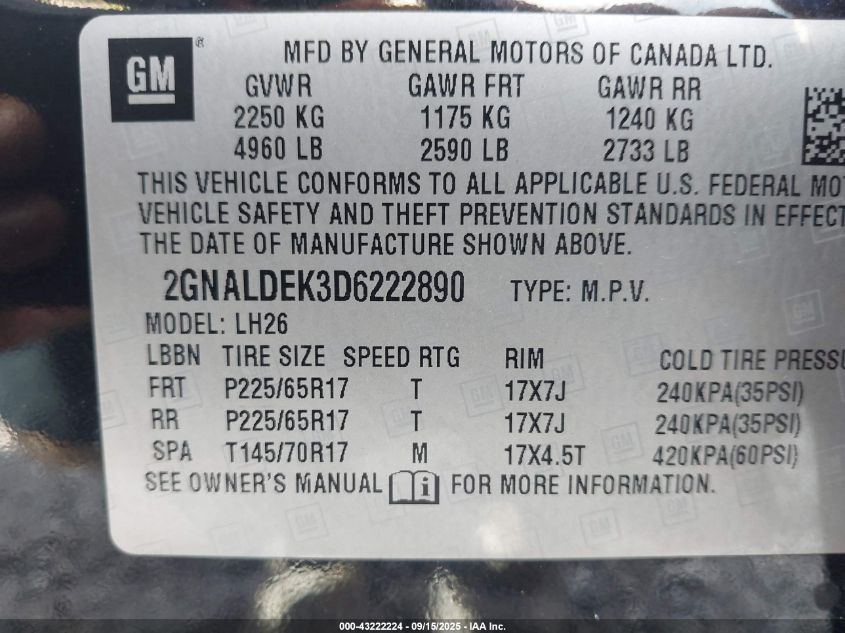 GM ®
MFD BY GENERAL MOTORS OF CANADA LTD.
GVWR GAWR FRT GAWR RR
2250 KG 1175 KG 1240 KG
4960 LB 2590 LB 2733 LB
THIS VEHICLE CONFORMS TO ALL APPLICABLE U.S. FEDERAL MO
VEHICLE SAFETY AND THEFT PREVENTION STANDARDS IN EFFECT
THE DATE OF MANUFACTURE SHOWN ABOVE.
2GNALDEK3D6222890 TYPE: M.P.V.
MODEL: LH26
LBBN TIRE SIZE SPEED RTG RIM COLD TIRE PRESSU
FRT P225/65R17 T 17X7J 240KPA(35PSI)
RR P225/65R17 T 17X7J 240KPA(35PSI)
SPA T145/70R17 M 17X4.5T 420KPA(60PSI)
SEE OWNER'S MANUAL i FOR MORE INFORMATION.
000-43222224 - 09/15/2025 - IAA Inc.